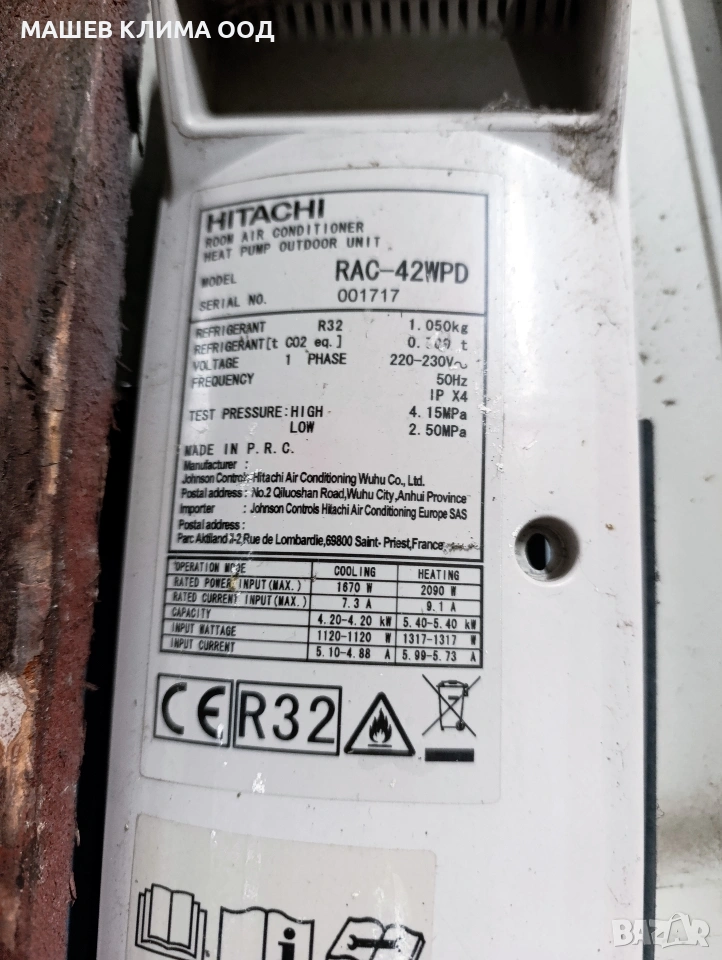 МАШЕВ КЛИМА ООД
HITACHI
ROOM AIR CONDITIONER
HEAT PUMP OUTDOOR UNIT
MODEL RAC-42WPD
SERIAL NO. 001717
REFRIGERANT R32 1.050kg
REFRIGERANT[t CO2 eq.] t
VOLTAGE 1 PHASE 220-230V~
FREQUENCY 50Hz
IP X4
TEST PRESSURE:HIGH 4.15MPa
LOW 2.50MPa
MADE IN P.R.C.
Manufacturer :
Johnson Controls-Hitachi Air Conditioning Wuhu Co., Ltd.
Postal address : No.2 Qiluoshan Road,Wuhu City,Anhui Province
Importer : Johnson Controls Hitachi Air Conditioning Europe SAS
Postal address :
Parc Aktiland 1-2,Rue de Lombardie,69800 Saint- Priest,France
OPERATION MODE COOLING HEATING
RATED POWER INPUT(MAX.) 1670 W 2090 W
RATED CURRENT INPUT(MAX.) 7.3 A 9.1 A
CAPACITY 4.20-4.20 kW 5.40-5.40 kW
INPUT WATTAGE 1120-1120 W 1317-1317 W
INPUT CURRENT 5.10-4.88 A 5.99-5.73 A
CE R32
BAZAR